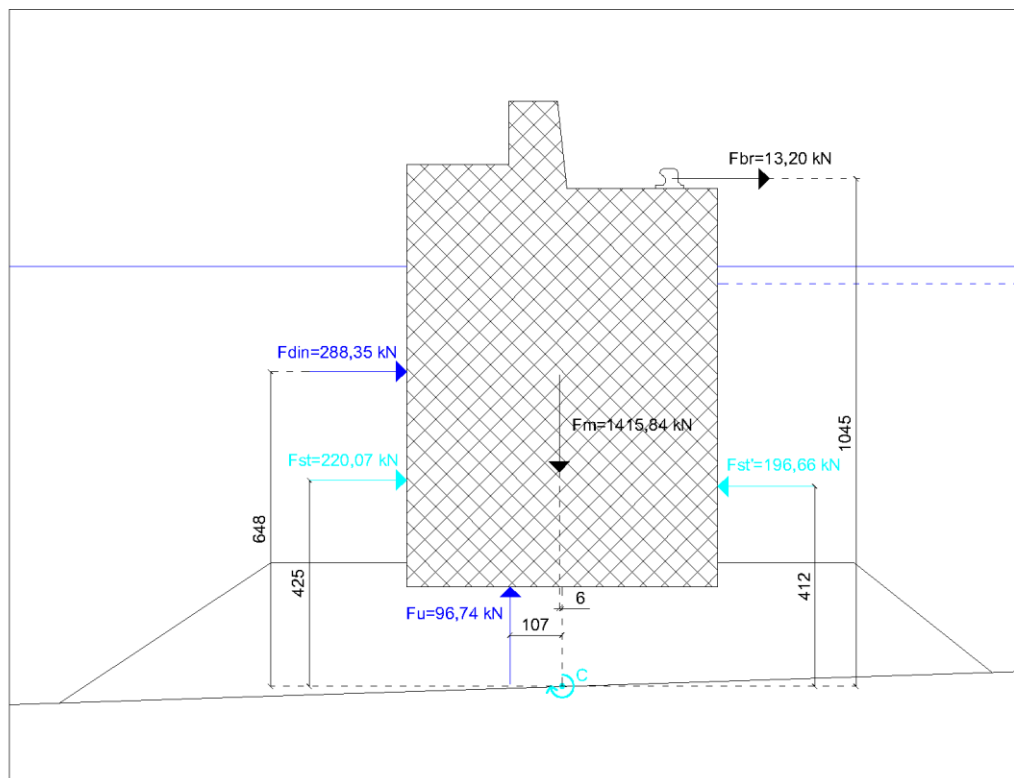 Fbr=13,20 kN
Fdin=288,35 kN
Fm=1415,84 kN
1045
Fst=220,07 kN
Fst'=196,66 kN
648
425
412
6
Fu=96,74 kN
107
C